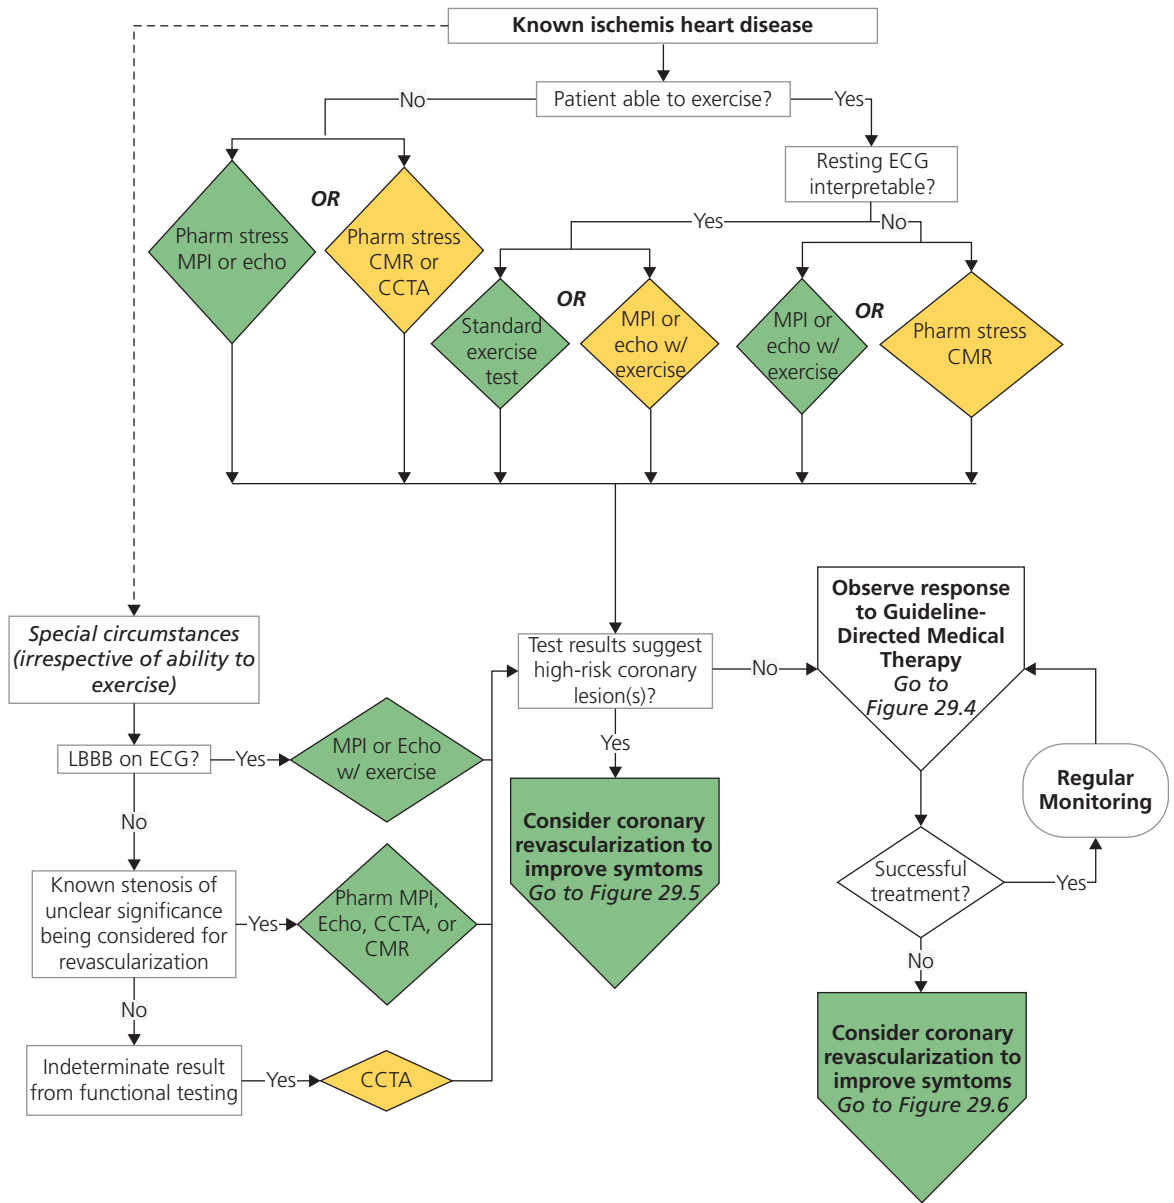 Known ischemis heart disease
Patient able to exercise?
No
Yes
Resting ECG
interpretable?
Yes
No
Pharm stress
MPI or echo
OR
Pharm stress
CMR or
CCTA
Standard
exercise
test
OR
MPI or
echo w/
exercise
MPI or
echo w/
exercise
OR
Pharm stress
CMR
Special circumstances
(irrespective of ability to
exercise)
LBBB on ECG?
Yes
MPI or Echo
w/ exercise
No
Known stenosis of
unclear significance
being considered for
revascularization
Yes
Pharm MPI,
Echo, CCTA, or
CMR
No
Indeterminate result
from functional testing
Yes
CCTA
Test results suggest
high-risk coronary
lesion(s)?
No
Yes
Consider coronary
revascularization to
improve symtoms
Go to Figure 29.5
Observe response
to Guideline-
Directed Medical
Therapy
Go to
Figure 29.4
Regular
Monitoring
Successful
treatment?
Yes
No
Consider coronary
revascularization to
improve symtoms
Go to Figure 29.6